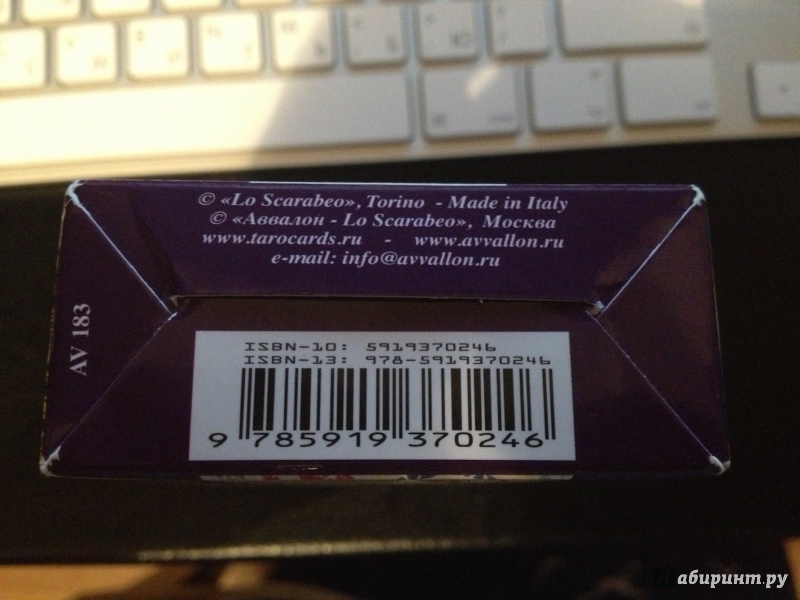 © «Lo Scarabeo», Torino - Made in Italy
© «Аввалон - Lo Scarabeo», Москва
www.tarocards.ru - www.avvallon.ru
e-mail: info@avvallon.ru
AV 183
ISBN-10: 5919370246
ISBN-13: 978-5919370246
9 785919 370246
абиринт.ру